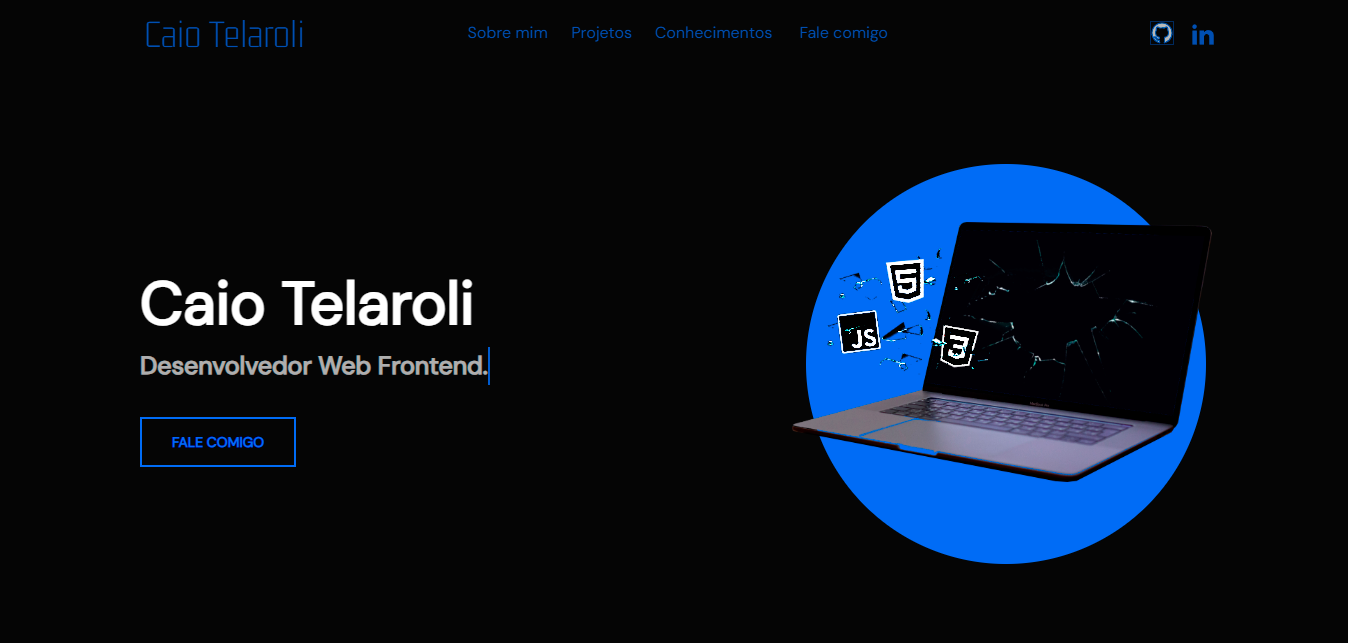 Caio Telaroli
Sobre mim Projetos Conhecimentos Fale comigo
in
Caio Telaroli
Desenvolvedor Web Frontend.
FALE COMIGO
5
JS
3